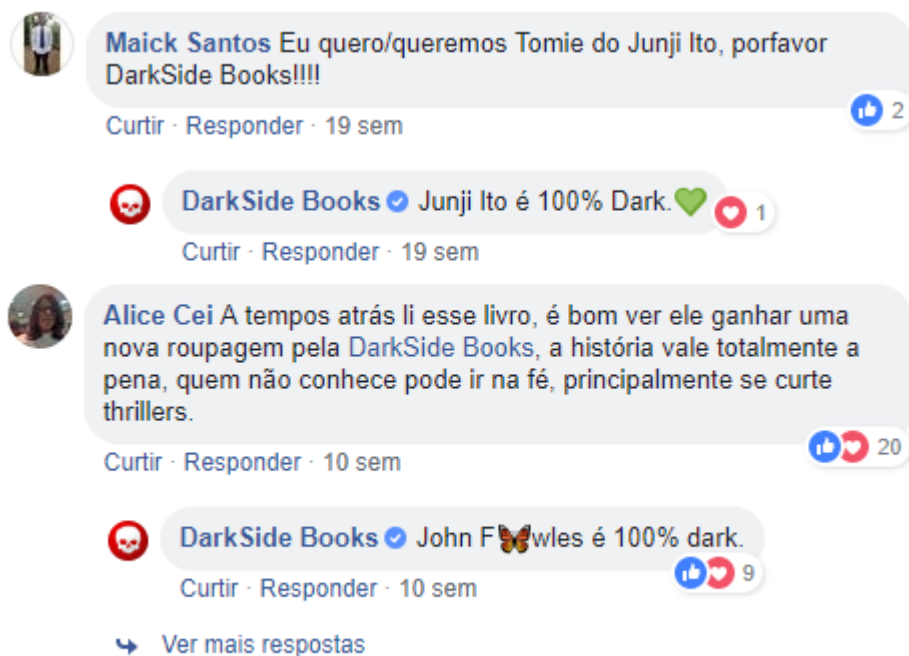 Maick Santos Eu quero/queremos Tomie do Junji Ito, porfavor
DarkSide Books!!!!
2
Curtir · Responder · 19 sem
DarkSide Books Junji Ito é 100% Dark.💚
1
Curtir · Responder · 19 sem
Alice Cei A tempos atrás li esse livro, é bom ver ele ganhar uma
nova roupagem pela DarkSide Books, a história vale totalmente a
pena, quem não conhece pode ir na fé, principalmente se curte
thrillers.
20
Curtir · Responder · 10 sem
DarkSide Books John F🦋wles é 100% dark.
9
Curtir · Responder · 10 sem
Ver mais respostas